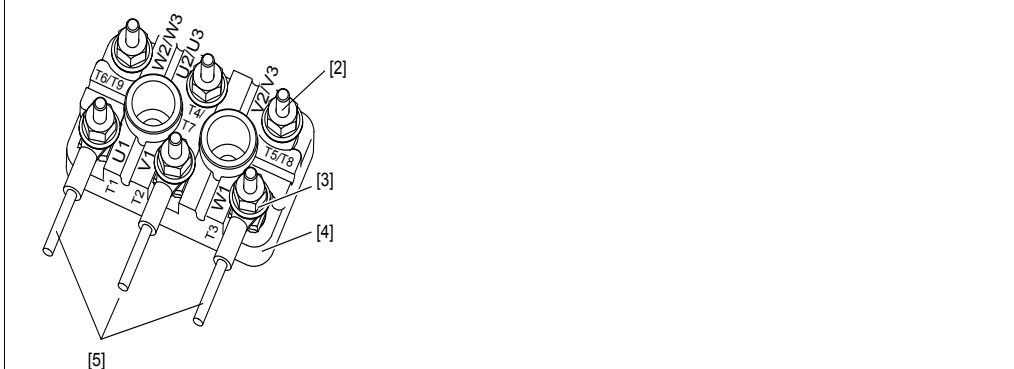 W2/W3
U2/U3
V2/V3
[2]
T6/T9
T4/
T7
T5/T8
U1
V1
W1
[3]
T1
T2
T3
[4]
[5]